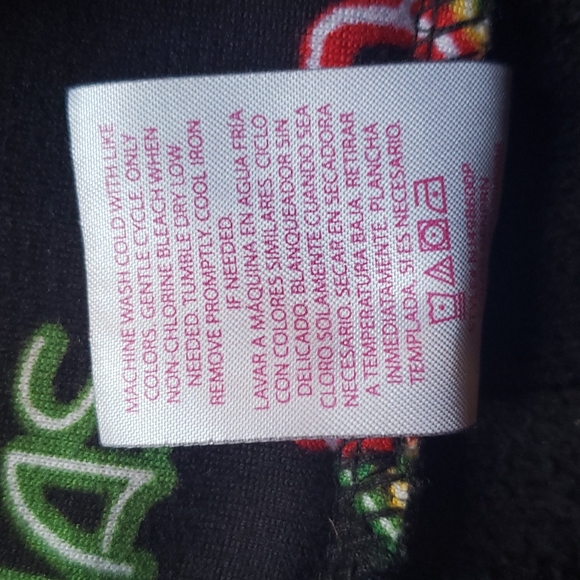 MACHINE WASH COLD WITH LIKE
COLORS. GENTLE CYCLE. ONLY
NON-CHLORINE BLEACH WHEN
NEEDED. TUMBLE DRY LOW.
REMOVE PROMPTLY. COOL IRON
IF NEEDED.
LAVAR A MÁQUINA EN AGUA FRIA
CON COLORES SIMILARES. CICLO
DELICADO. BLANQUEADOR SIN
CLORO SOLAMENTE CUANDO SEA
NECESARIO. SECAR EN SECADORA
A TEMPERATURA BAJA. RETIRAR
INMEDIATAMENTE. PLANCHA
TEMPLADA, SI ES NECESARIO.